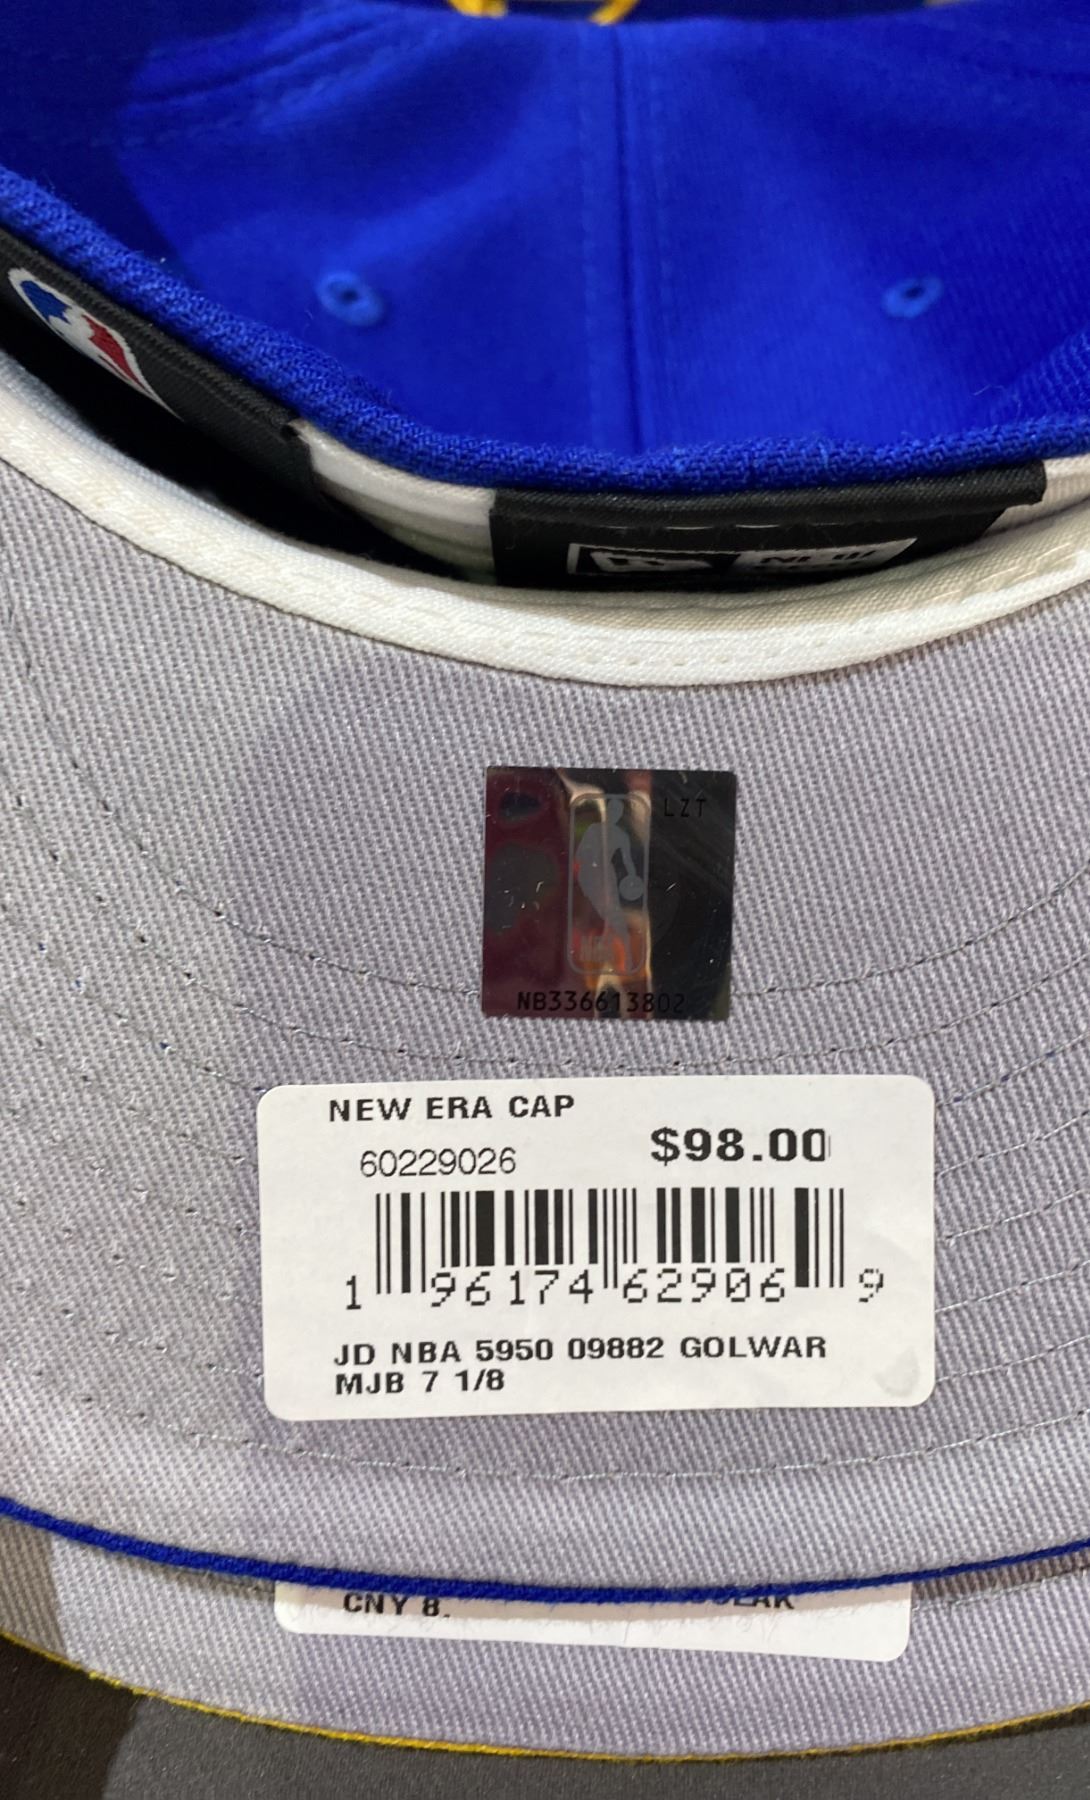 LZT
NB336613802
NEW ERA CAP
60229026
$98.00
1 96174 62906 9
JD NBA 5950 09882 GOLWAR
MJB 7 1/8
CNY 8.